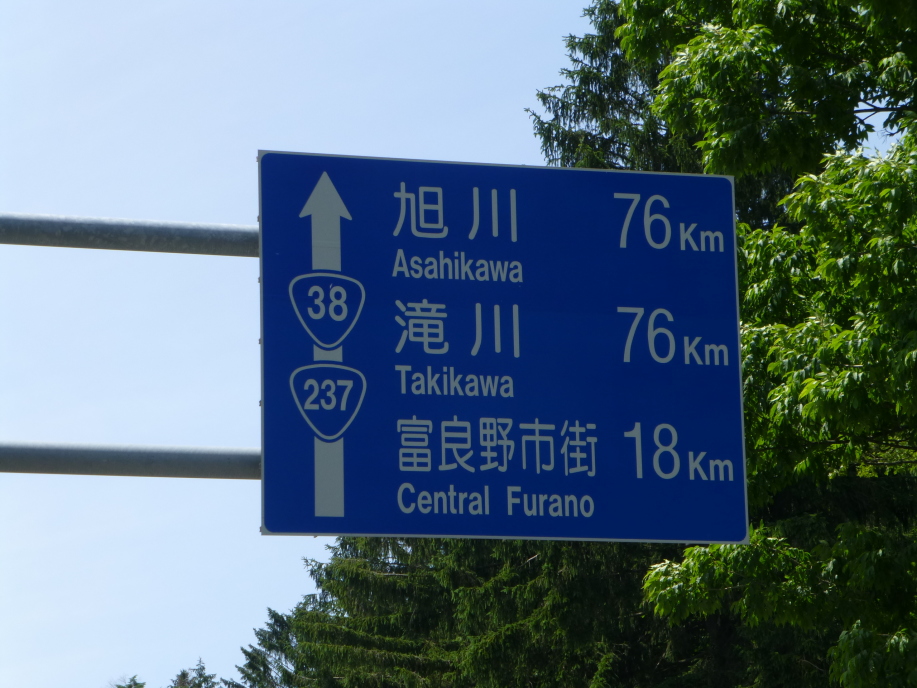 旭川 76Km
Asahikawa
38
滝川 76Km
Takikawa
237
富良野市街 18Km
Central Furano